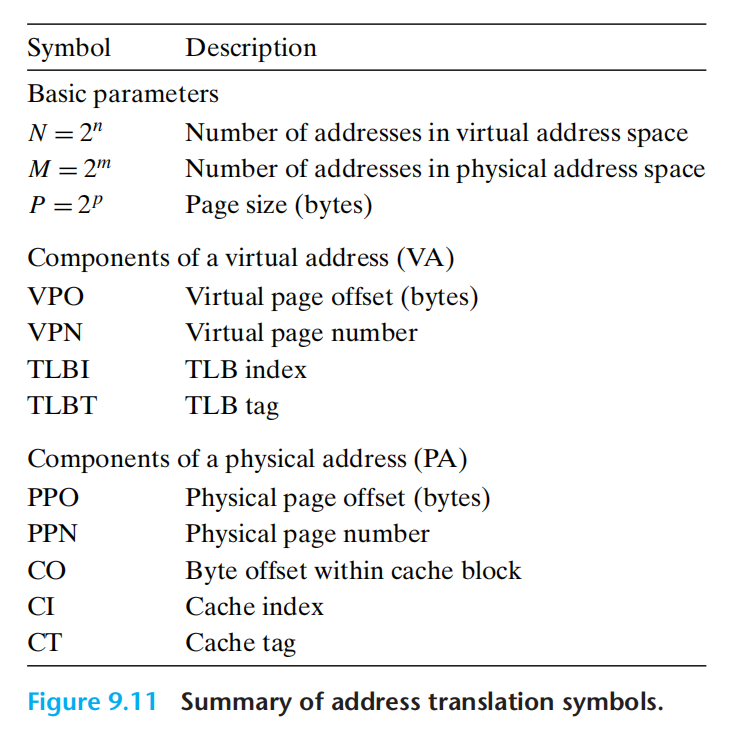 Symbol Description
Basic parameters
N = 2ⁿ Number of addresses in virtual address space
M = 2ᵐ Number of addresses in physical address space
P = 2ᵖ Page size (bytes)
Components of a virtual address (VA)
VPO Virtual page offset (bytes)
VPN Virtual page number
TLBI TLB index
TLBT TLB tag
Components of a physical address (PA)
PPO Physical page offset (bytes)
PPN Physical page number
CO Byte offset within cache block
CI Cache index
CT Cache tag
Figure 9.11 Summary of address translation symbols.